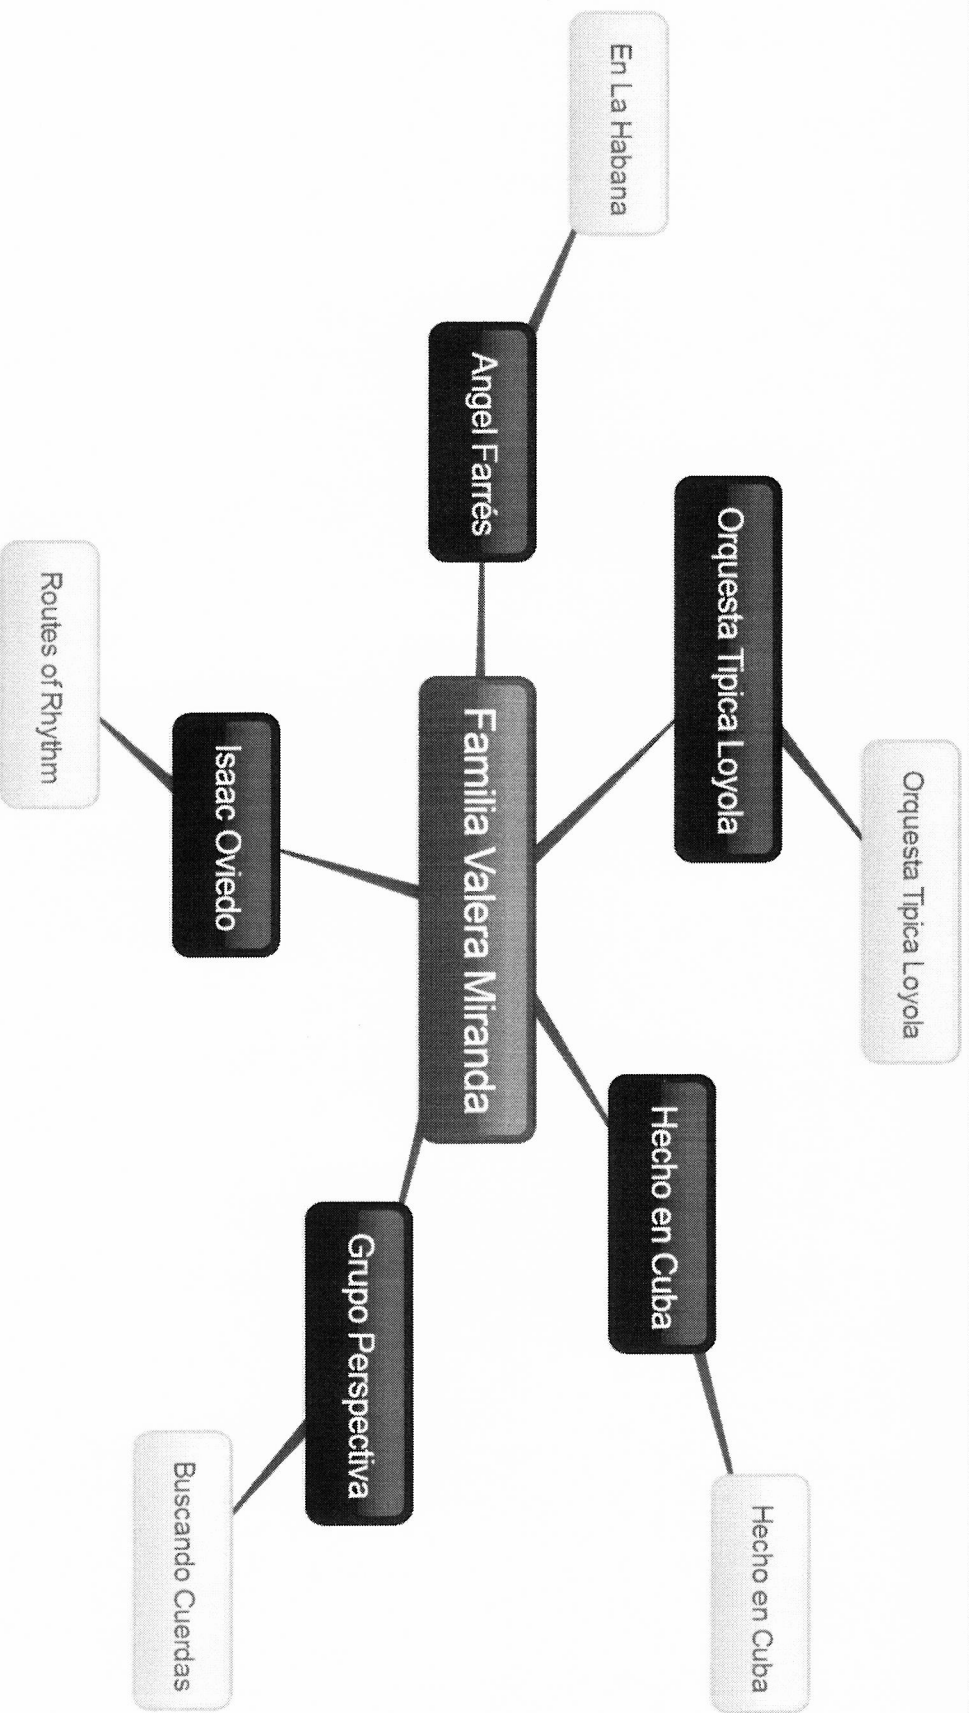 Orquesta Tipica Loyola
Hecho en Cuba
Orquesta Tipica Loyola
Hecho en Cuba
En La Habana
Angel Farrés
Familia Valera Miranda
Grupo Perspectiva
Isaac Oviedo
Buscando Cuerdas
Routes of Rhythm